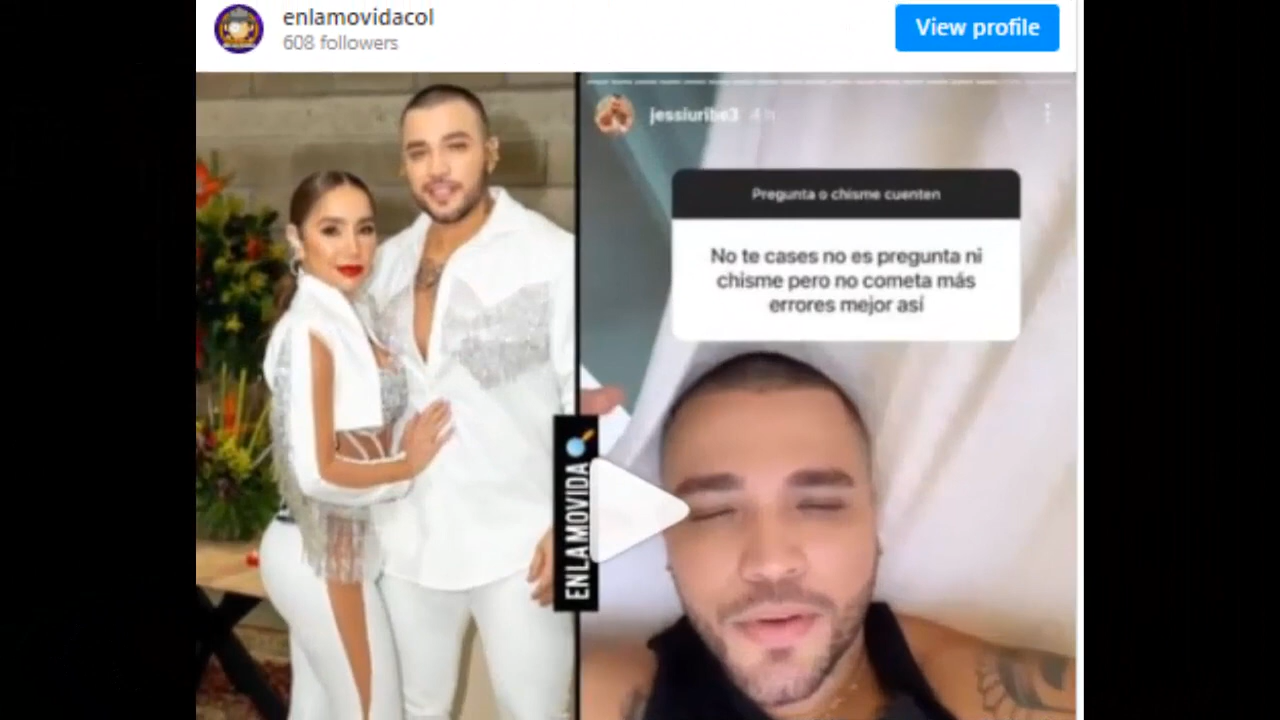 enlamovidacol
608 followers
View profile
jessiuribe3 4 h
Pregunta o chisme cuenten
No te cases no es pregunta ni
chisme pero no cometa más
errores mejor así
ENLAMOVIDA